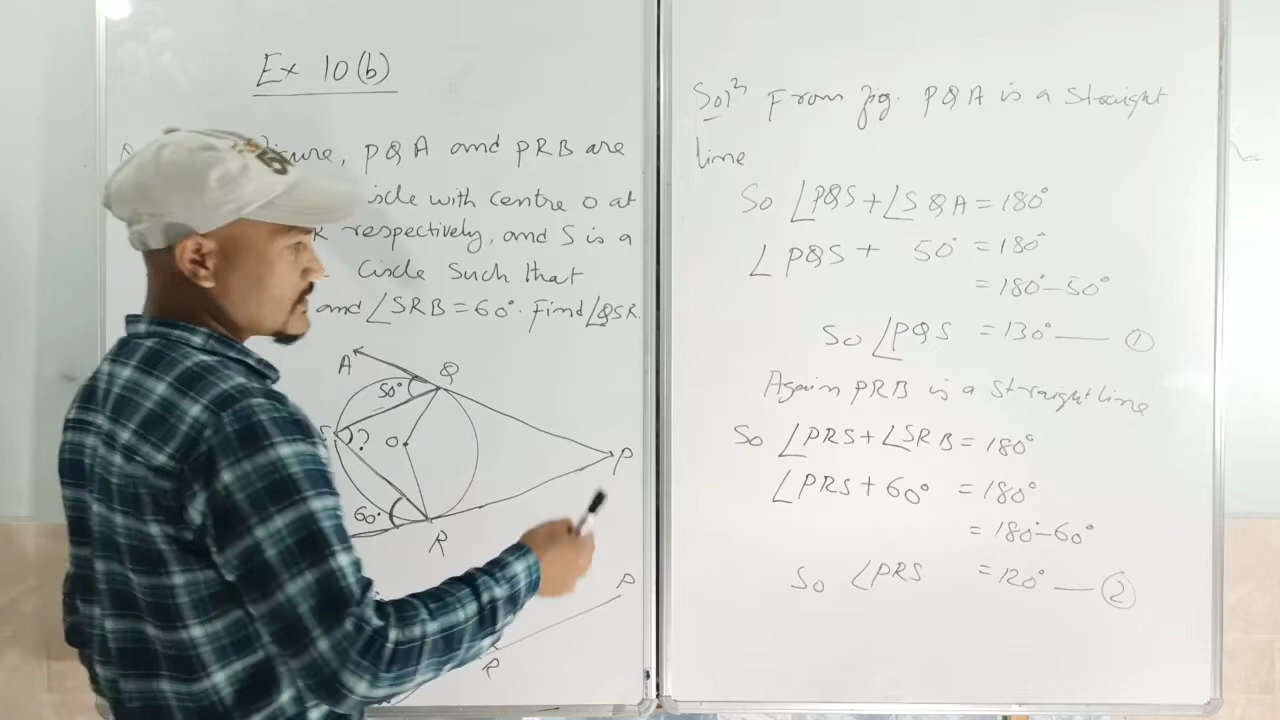 Ex 10(b)
PQA and PRB are
with centre O at
respectively, and S is a
Circle Such that
and ∠SRB = 60°. Find ∠QSR.
A
Q
50°
S
? O
P
60°
R
P
R
Sol^n From fig. PQA is a straight
line
So ∠PQS + ∠SQA = 180°
∠PQS + 50° = 180°
= 180° - 50°
So ∠PQS = 130° — ①
Again PRB is a straight line
So ∠PRS + ∠SRB = 180°
∠PRS + 60° = 180°
= 180° - 60°
So ∠PRS = 120° — ②